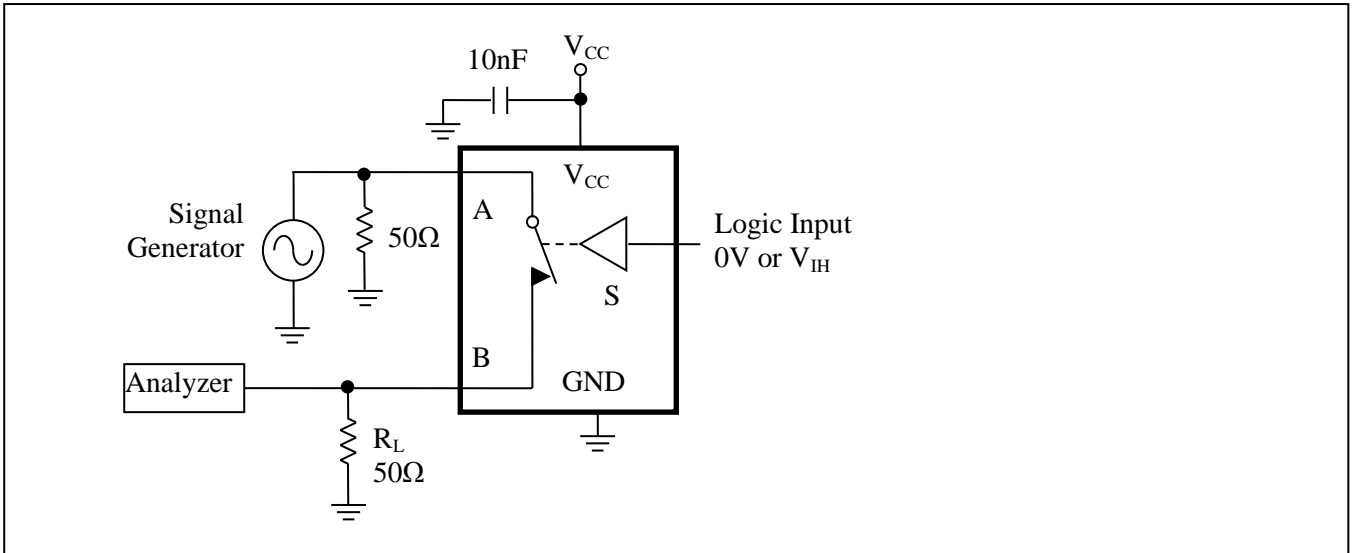 10nF
V_CC
V_CC
A
Signal
Generator
50Ω
Logic Input
0V or V_IH
S
B
GND
Analyzer
R_L
50Ω